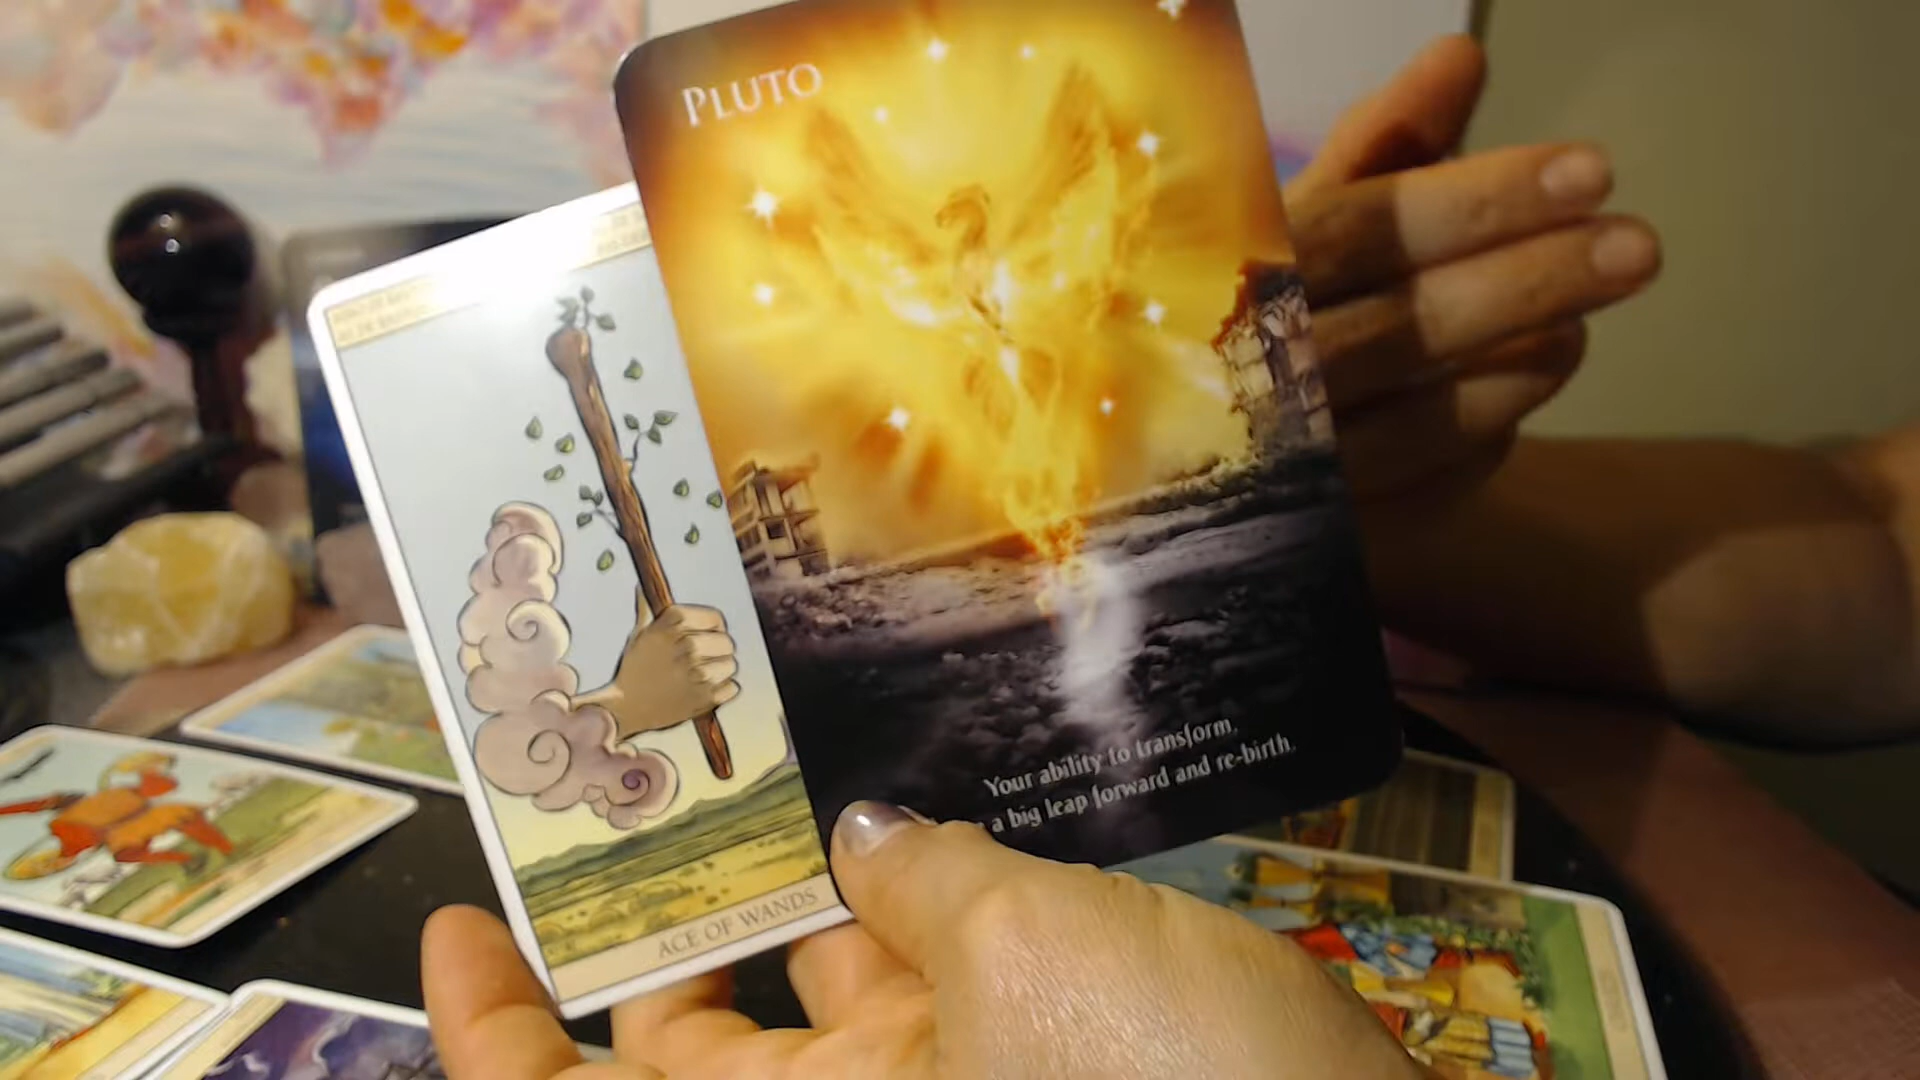 PLUTO
Your ability to transform,
a big leap forward and re-birth.
ACE OF WANDS